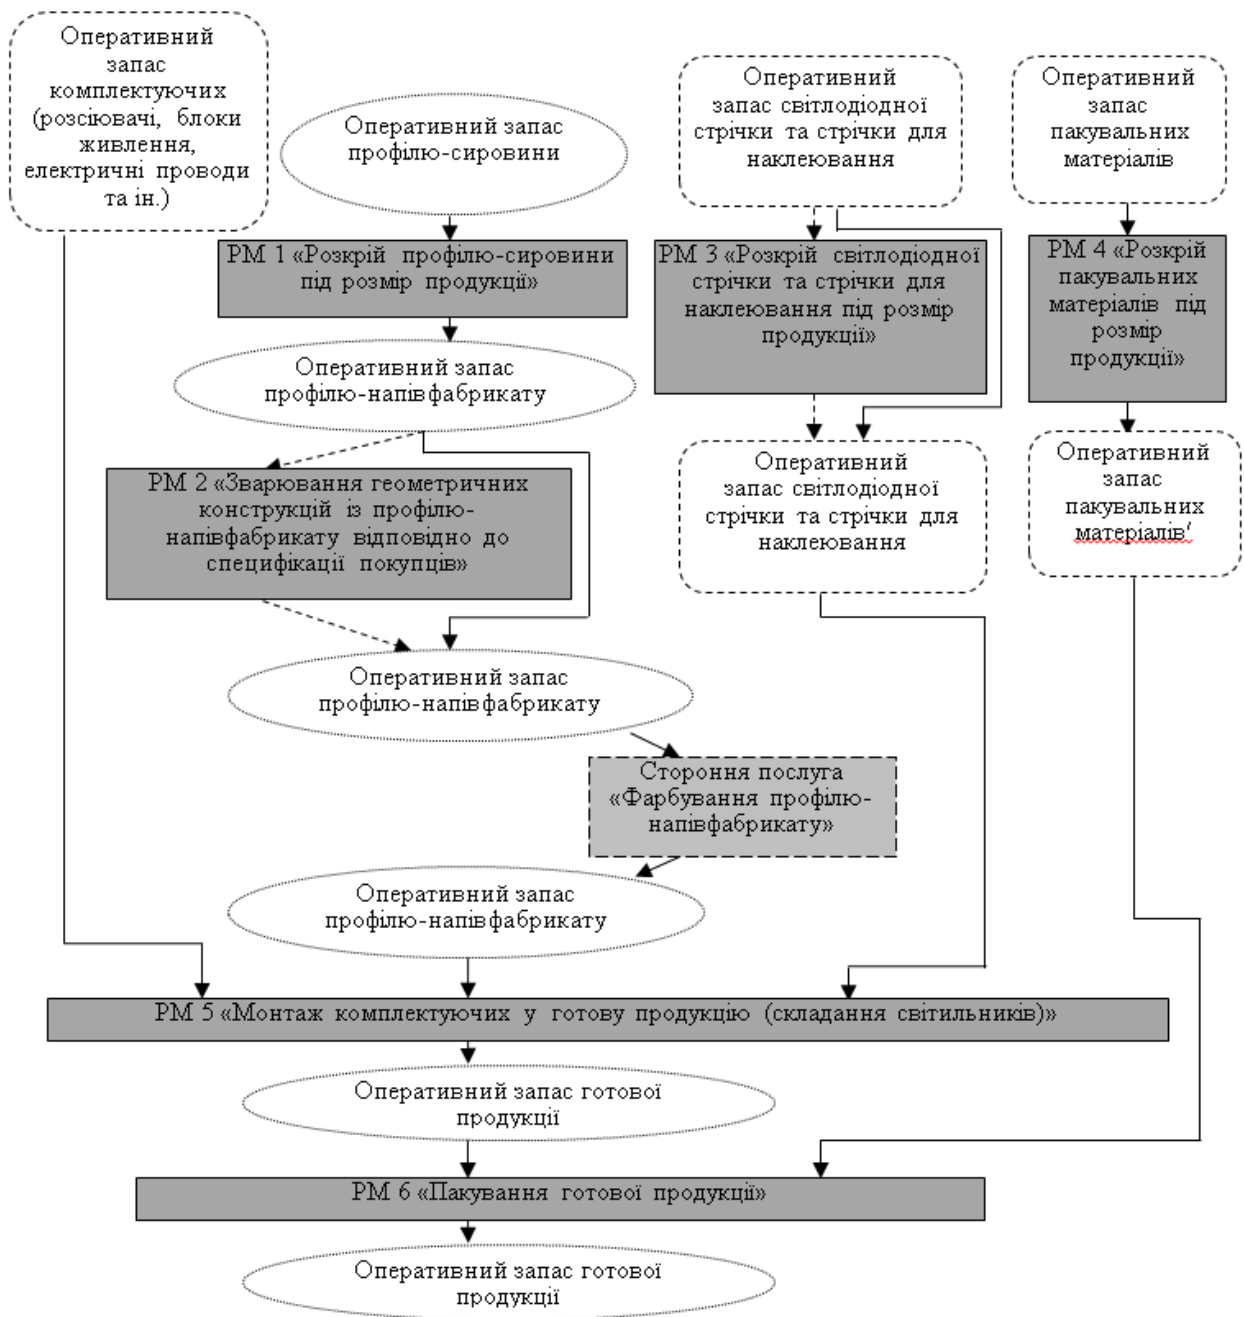 Оперативний
запас
комплектуючих
(розсіювачі, блоки
живлення,
електричні проводи
та ін.)
Оперативний запас
профілю-сировини
Оперативний
запас світлодіодної
стрічки та стрічки для
наклеювання
Оперативний
запас
пакувальних
матеріалів
РМ 1 «Розкрій профілю-сировини
під розмір продукції»
РМ 3 «Розкрій світлодіодної
стрічки та стрічки для
наклеювання під розмір
продукції»
РМ 4 «Розкрій
пакувальних
матеріалів під
розмір
продукції»
Оперативний запас
профілю-напівфабрикату
РМ 2 «Зварювання геометричних
конструкцій із профілю-
напівфабрикату відповідно до
специфікації покупців»
Оперативний
запас світлодіодної
стрічки та стрічки для
наклеювання
Оперативний
запас
пакувальних
матеріалів′
Оперативний запас
профілю-напівфабрикату
Стороння послуга
«Фарбування профілю-
напівфабрикату»
Оперативний запас
профілю-напівфабрикату
РМ 5 «Монтаж комплектуючих у готову продукцію (складання світильників)»
Оперативний запас готової
продукції
РМ 6 «Пакування готової продукції»
Оперативний запас готової
продукції